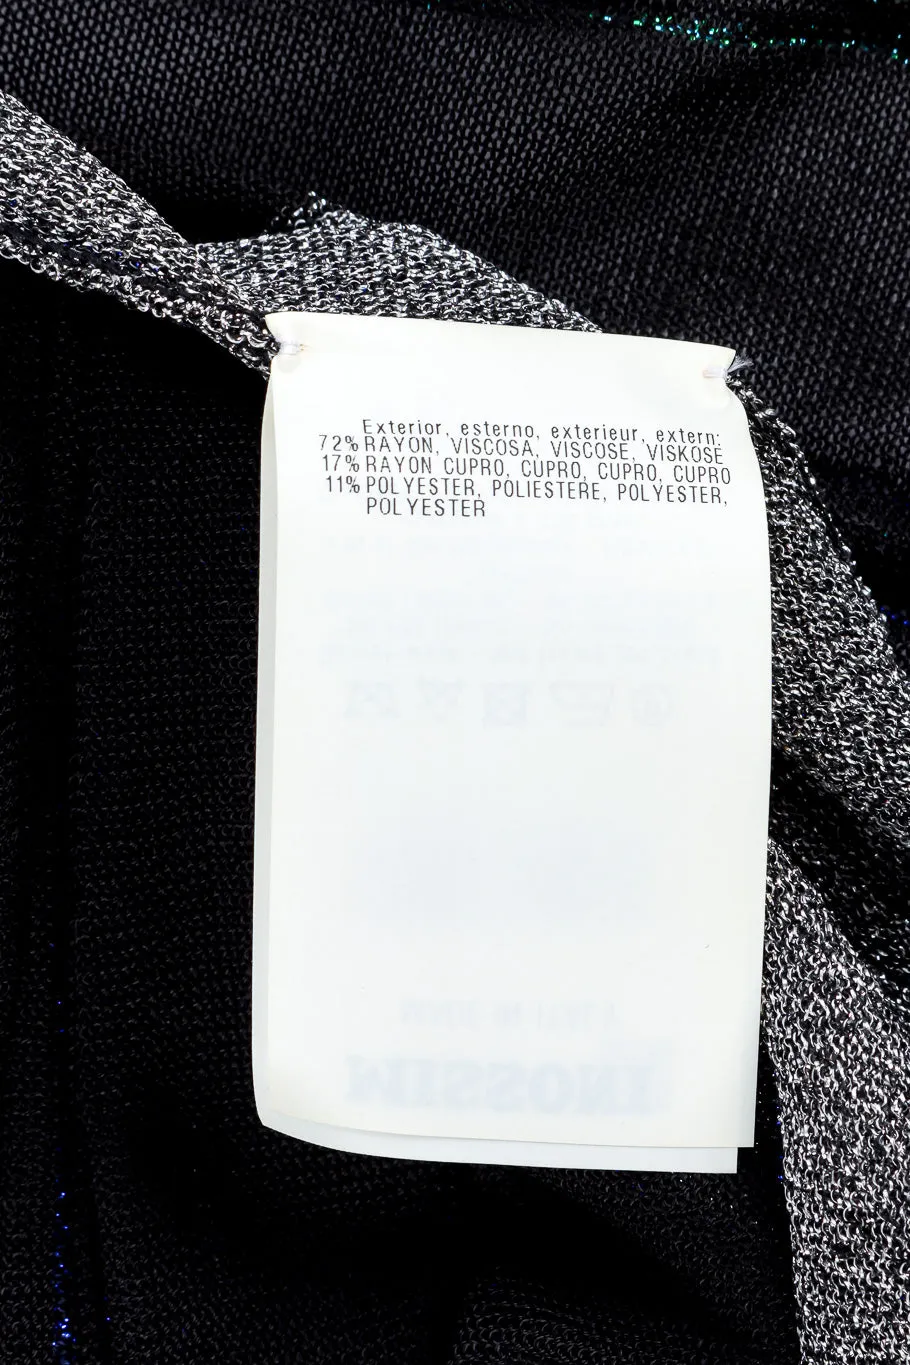 Exterior, esterno, exterieur, extern:
72% RAYON, VISCOSA, VISCOSE, VISKOSE
17% RAYON CUPRO, CUPRO, CUPRO, CUPRO
11% POLYESTER, POLIESTERE, POLYESTER,
POLYESTER
MISSONI